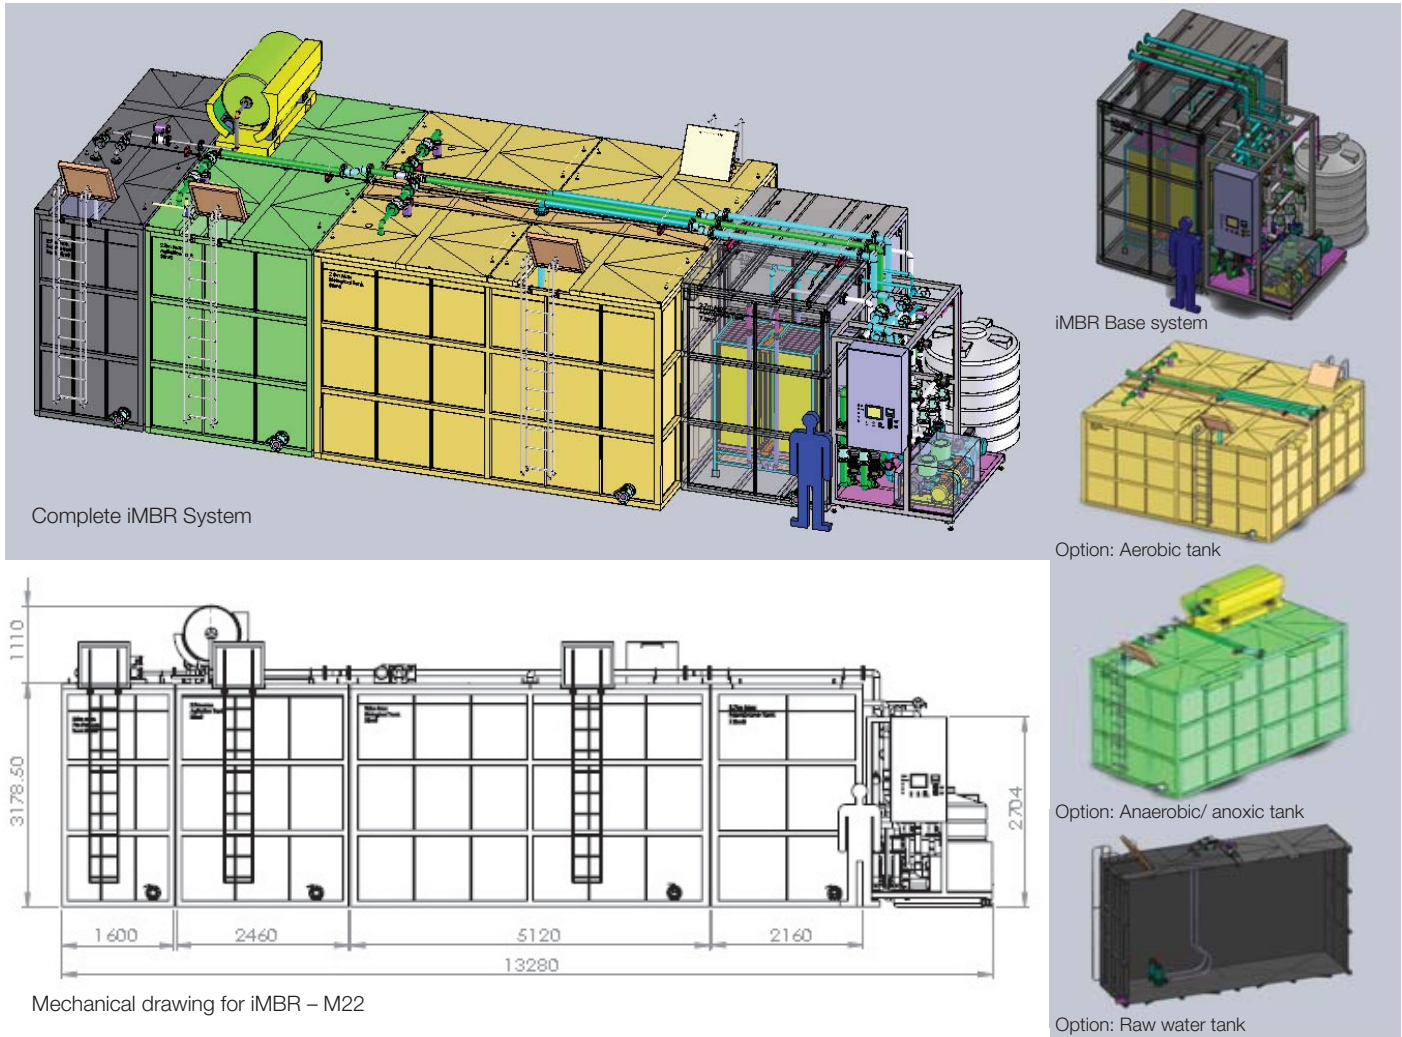 Complete iMBR System
iMBR Base system
Option: Aerobic tank
Option: Anaerobic/ anoxic tank
Option: Raw water tank
1110
3178.50
2704
1600
2460
5120
2160
13280
Mechanical drawing for iMBR – M22